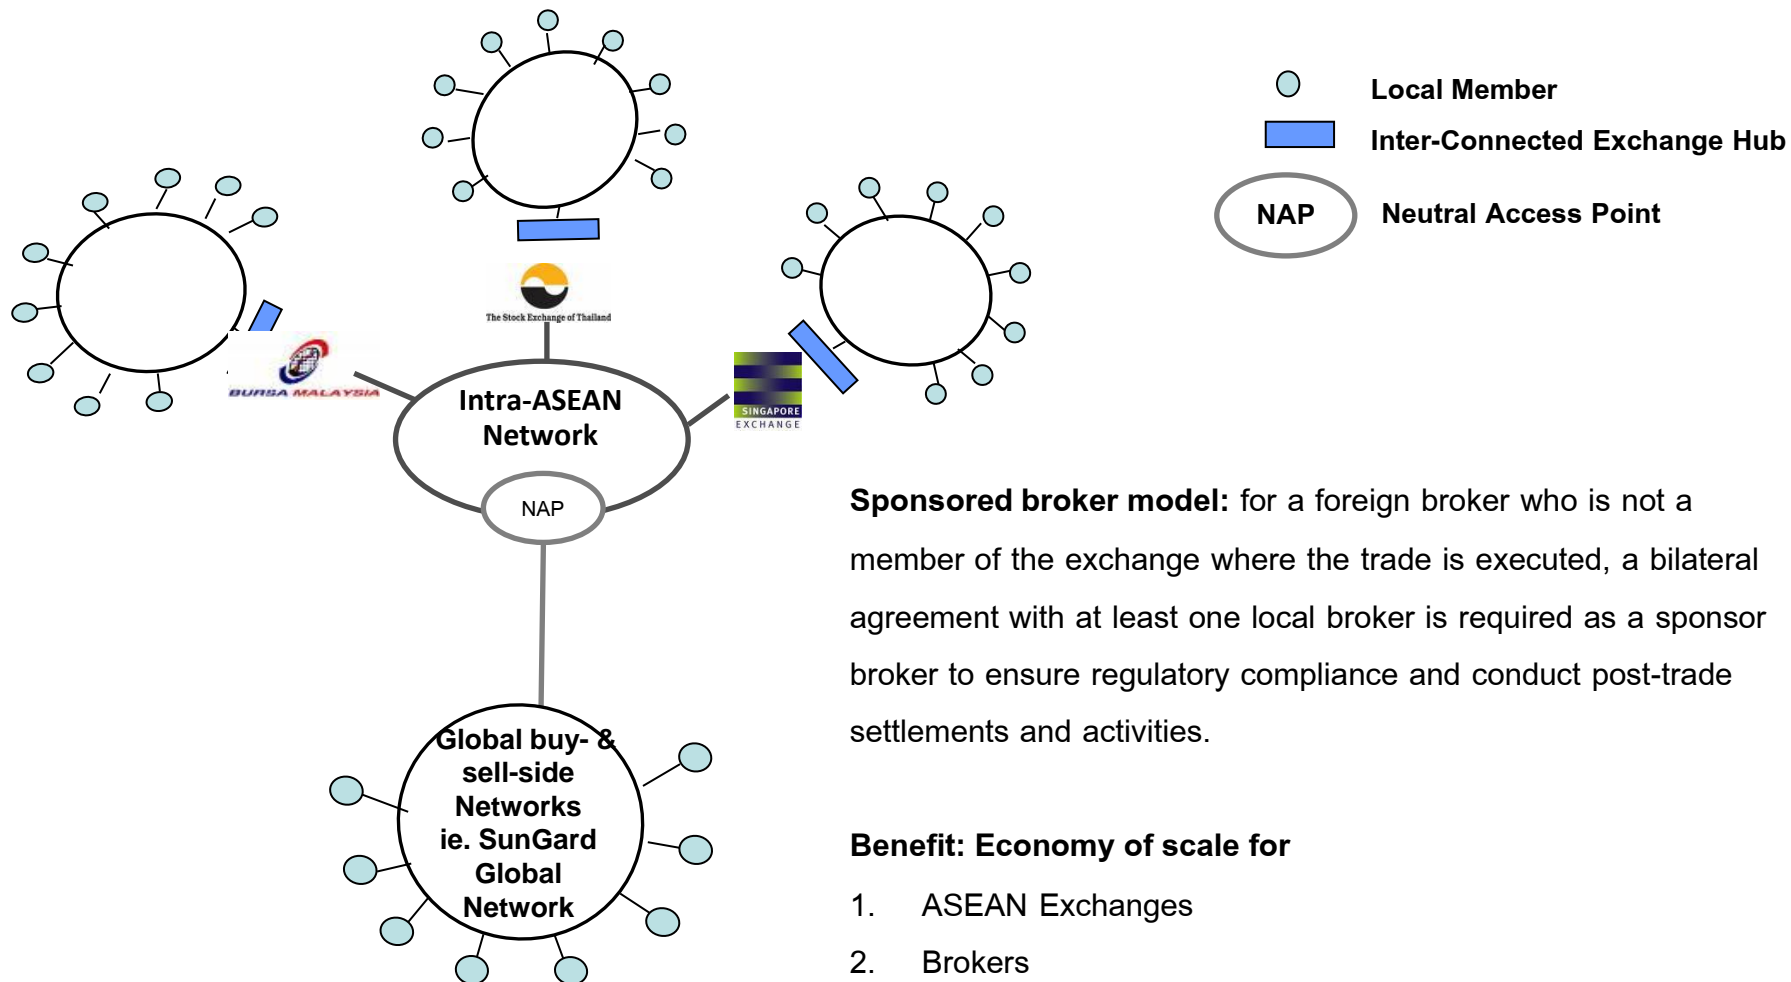 Local Member
Inter-Connected Exchange Hub
NAP
Neutral Access Point
The Stock Exchange of Thailand
BURSA MALAYSIA
SINGAPORE
EXCHANGE
Intra-ASEAN
Network
NAP
Global buy- &
sell-side
Networks
ie. SunGard
Global
Network
Sponsored broker model: for a foreign broker who is not a
member of the exchange where the trade is executed, a bilateral
agreement with at least one local broker is required as a sponsor
broker to ensure regulatory compliance and conduct post-trade
settlements and activities.
Benefit: Economy of scale for
1. ASEAN Exchanges
2. Brokers